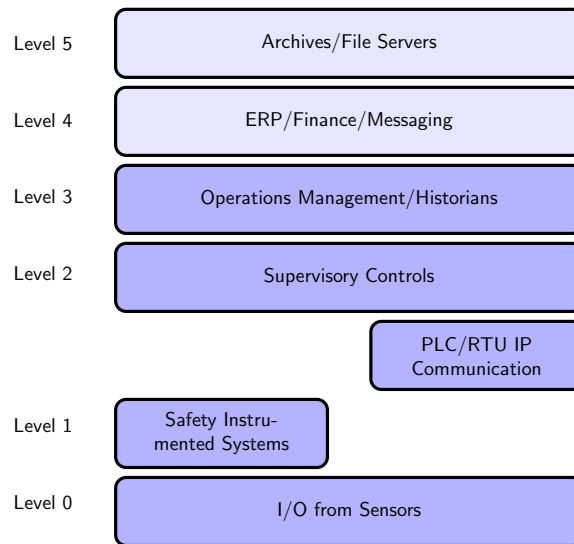 Level 5
Archives/File Servers
Level 4
ERP/Finance/Messaging
Level 3
Operations Management/Historians
Level 2
Supervisory Controls
PLC/RTU IP
Communication
Level 1
Safety Instru-
mented Systems
Level 0
I/O from Sensors